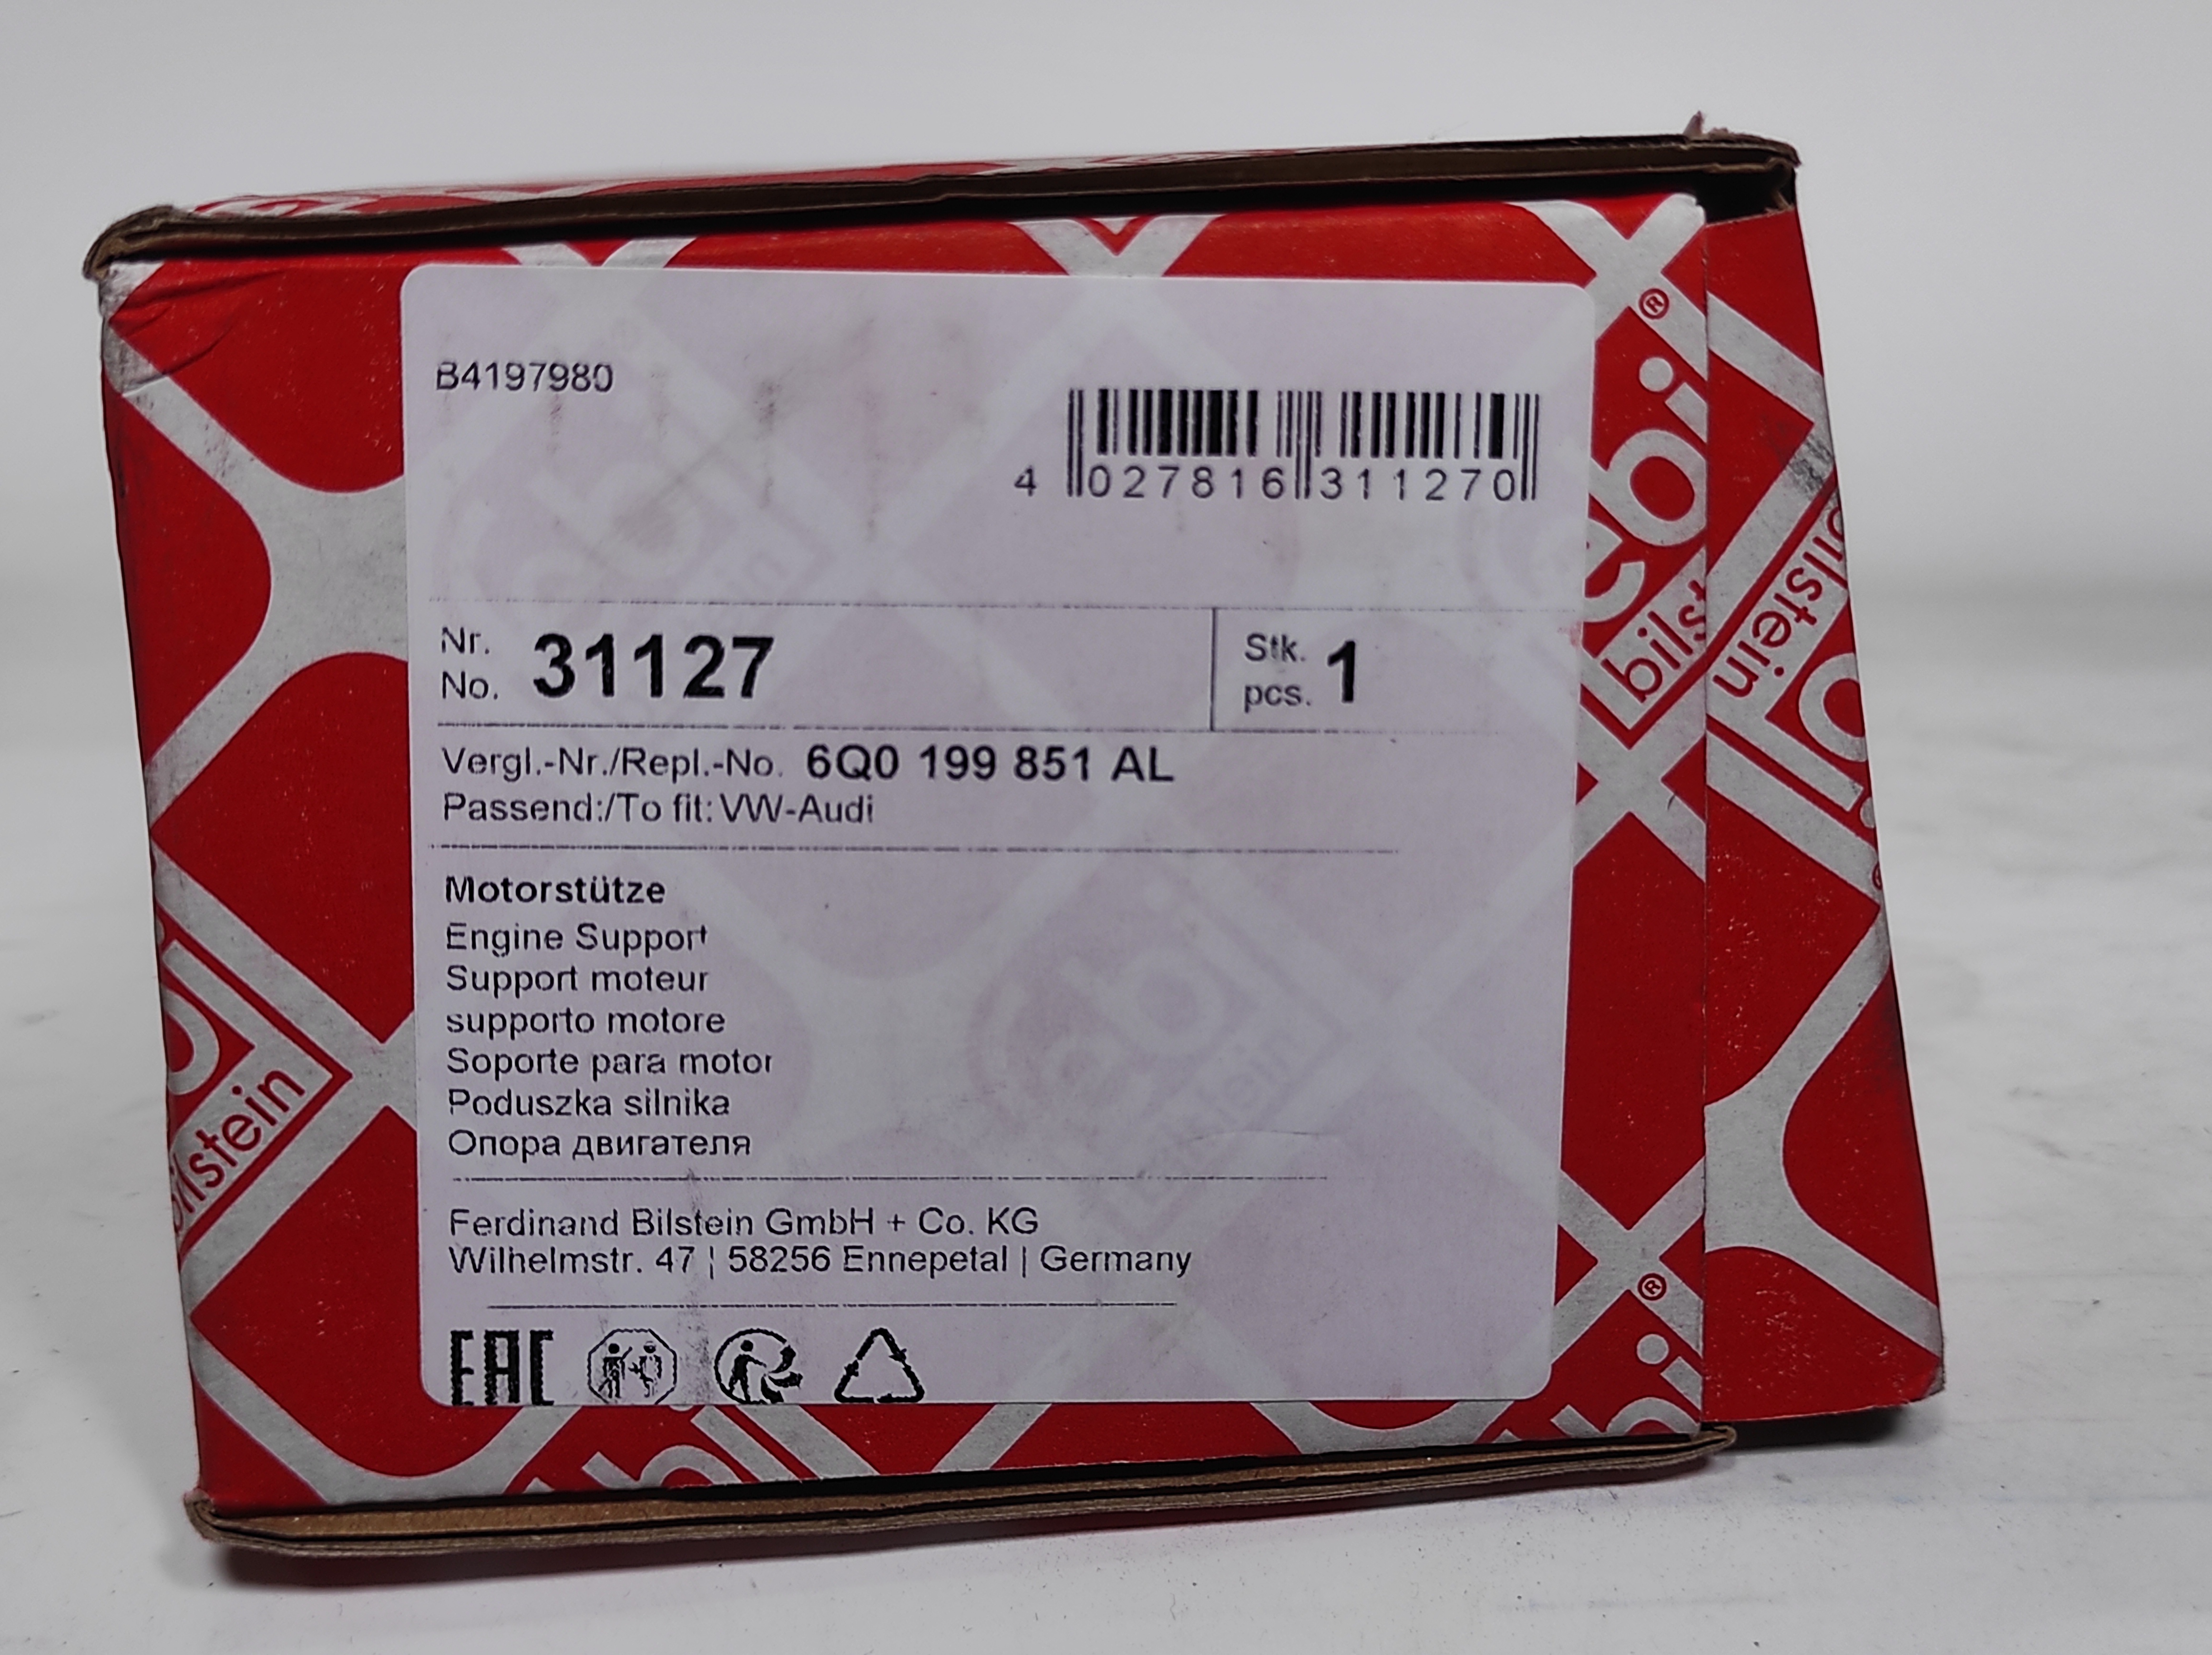 B4197980
4 027816 311270
Nr.
No. 31127
Stk.
pcs. 1
Vergl.-Nr./Repl.-No. 6Q0 199 851 AL
Passend:/To fit: VW-Audi
Motorstütze
Engine Support
Support moteur
supporto motore
Soporte para motor
Poduszka silnika
Опора двигателя
Ferdinand Bilstein GmbH + Co. KG
Wilhelmstr. 47 ¦ 58256 Ennepetal | Germany
EAC
bilstein
bilstein